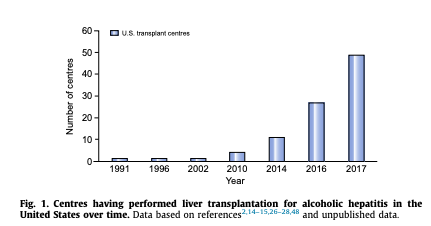 60
U.S. transplant centres
50
40
30
20
10
0
Number of centres
1991 1996 2002 2010 2014 2016 2017
Year
Fig. 1. Centres having performed liver transplantation for alcoholic hepatitis in the
United States over time. Data based on references2,14–15,26–28,48 and unpublished data.